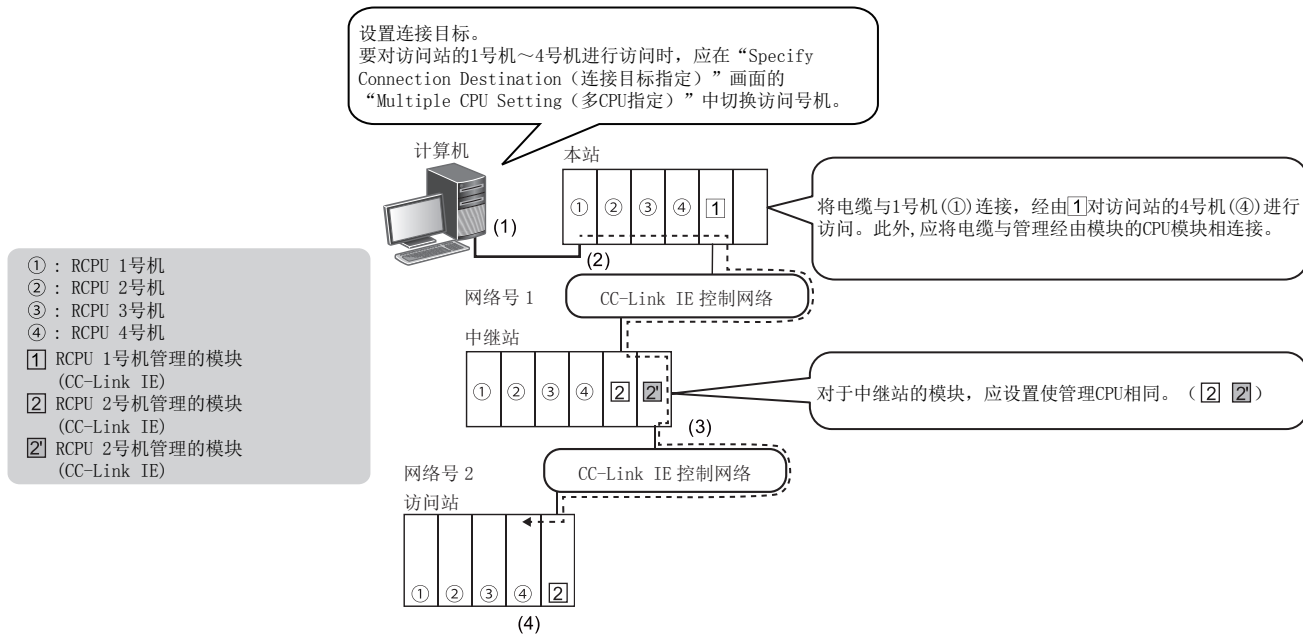 设置连接目标。
要对访问站的1号机～4号机进行访问时，应在“Specify
Connection Destination（连接目标指定）”画面的
“Multiple CPU Setting（多CPU指定）”中切换访问号机。
计算机
本站
(1)
① ② ③ ④ 1
将电缆与1号机(①)连接，经由1对访问站的4号机(④)进行
访问。此外,应将电缆与管理经由模块的CPU模块相连接。
(2)
①：RCPU 1号机
②：RCPU 2号机
③：RCPU 3号机
④：RCPU 4号机
1 RCPU 1号机管理的模块
(CC-Link IE)
2 RCPU 2号机管理的模块
(CC-Link IE)
2' RCPU 2号机管理的模块
(CC-Link IE)
网络号 1
CC-Link IE 控制网络
中继站
① ② ③ ④ 2 2'
对于中继站的模块，应设置使管理CPU相同。（2 2'）
(3)
网络号 2
CC-Link IE 控制网络
访问站
① ② ③ ④ 2
(4)